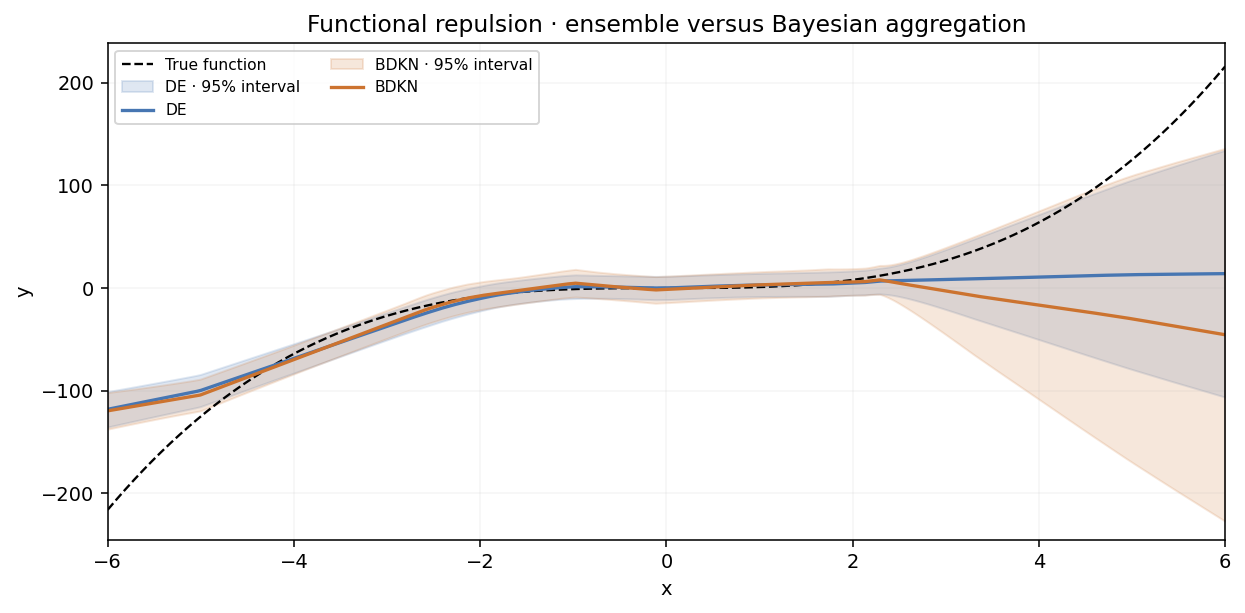 Functional repulsion · ensemble versus Bayesian aggregation
True function
DE · 95% interval
DE
BDKN · 95% interval
BDKN
y
200
100
0
−100
−200
−6
−4
−2
0
2
4
6
x